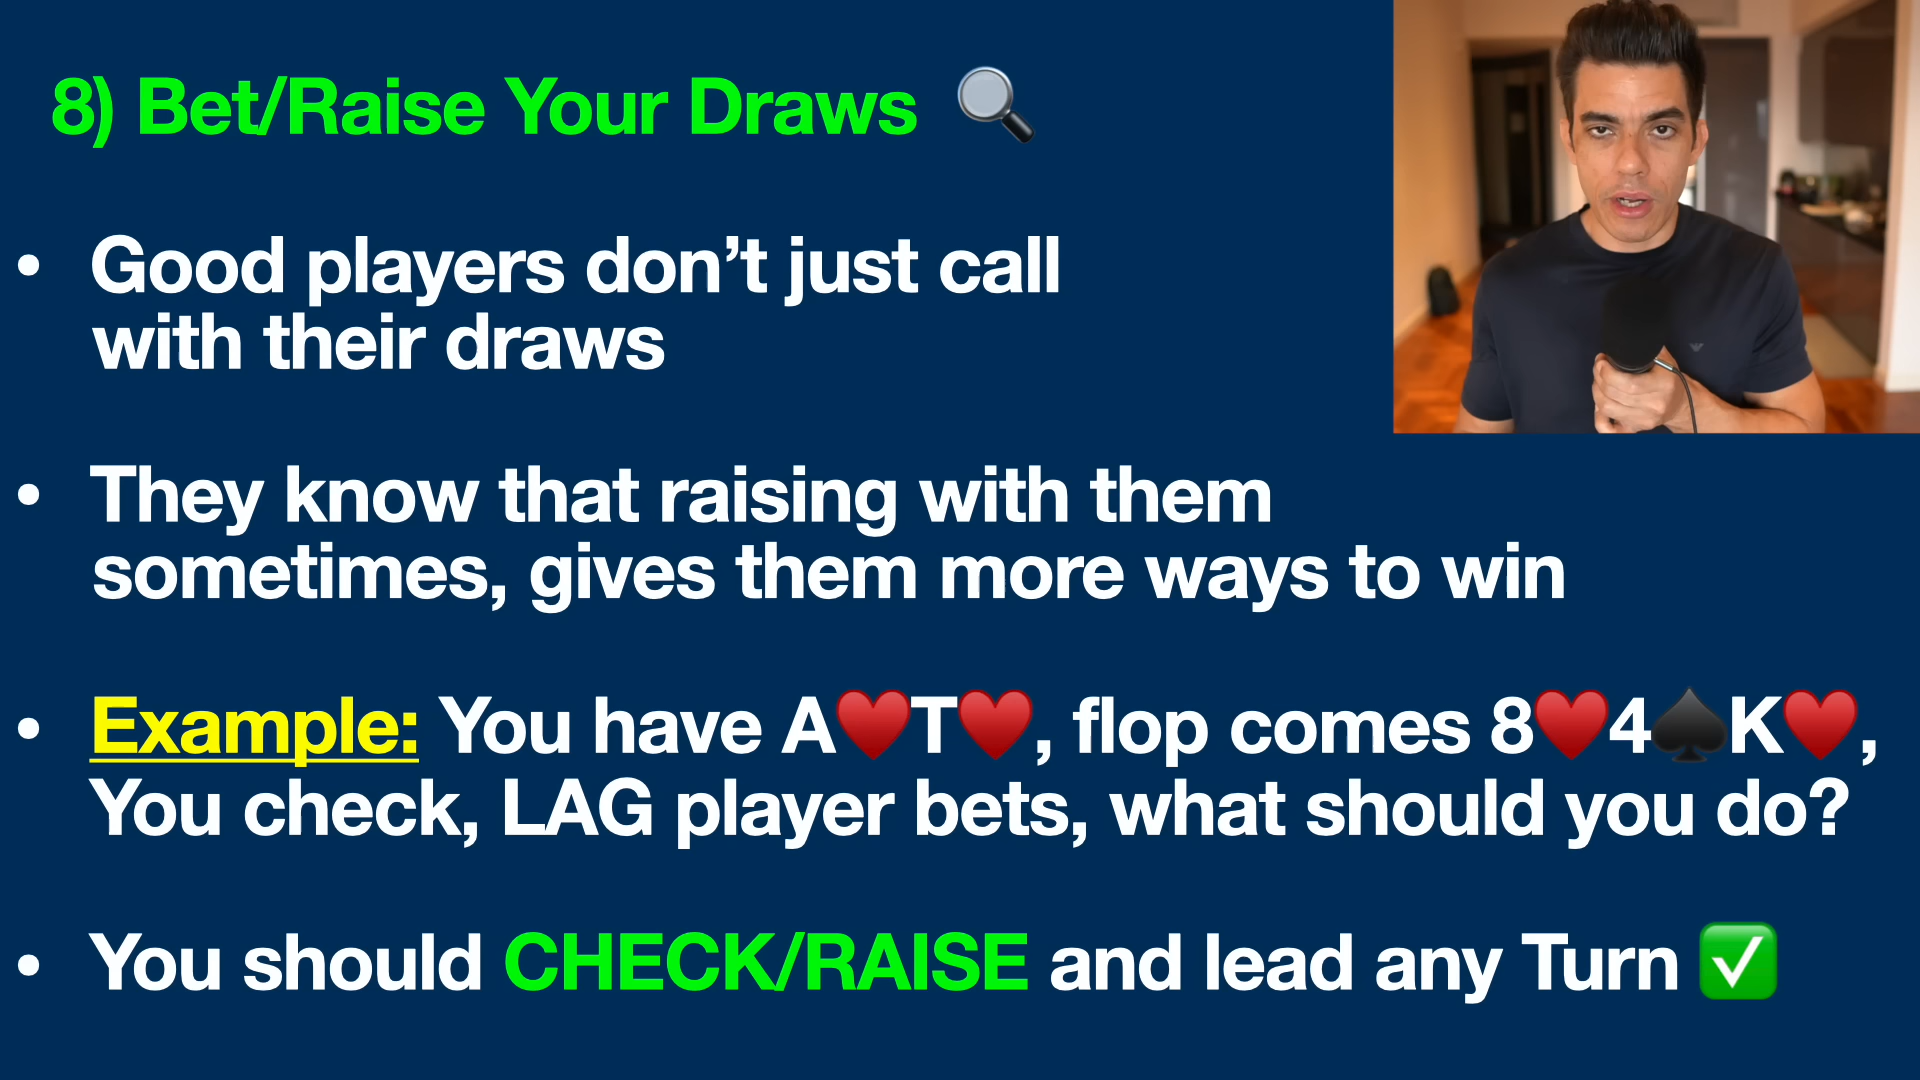 8) Bet/Raise Your Draws 🔍
• Good players don’t just call
with their draws
• They know that raising with them
sometimes, gives them more ways to win
• Example: You have A♥️T♥️, flop comes 8♥️4♠️K♥️,
You check, LAG player bets, what should you do?
• You should CHECK/RAISE and lead any Turn ✅